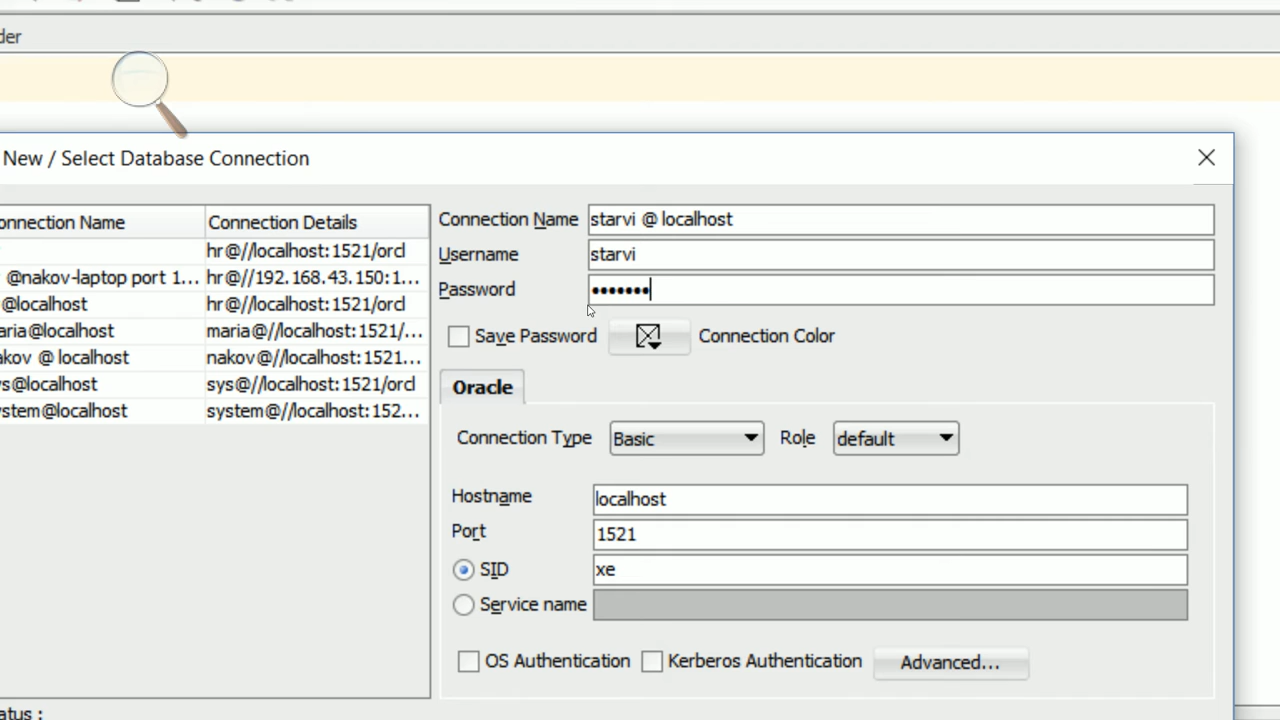 der
New / Select Database Connection
onnection Name Connection Details
hr@//localhost:1521/orcl
@nakov-laptop port 1... hr@//192.168.43.150:1...
@localhost hr@//localhost:1521/orcl
aria@localhost maria@//localhost:1521/...
akov @ localhost nakov@//localhost:1521...
s@localhost sys@//localhost:1521/orcl
stem@localhost system@//localhost:152...
Connection Name starvi @ localhost
Username starvi
Password •••••••
Save Password Connection Color
Oracle
Connection Type Basic Role default
Hostname localhost
Port 1521
SID xe
Service name
OS Authentication Kerberos Authentication Advanced...
atus :